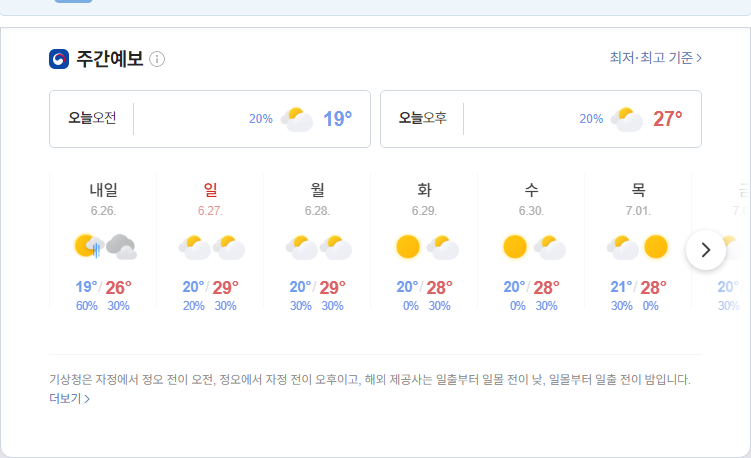 주간예보
최저·최고 기준
오늘오전 20% 19°
오늘오후 20% 27°
내일 일 월 화 수 목
6.26. 6.27. 6.28. 6.29. 6.30. 7.01.
19°/26° 20°/29° 20°/29° 20°/28° 20°/28° 21°/28° 20°
60% 30% 20% 30% 30% 30% 0% 30% 0% 30% 30% 0% 30%
기상청은 자정에서 정오 전이 오전, 정오에서 자정 전이 오후이고, 해외 제공사는 일출부터 일몰 전이 낮, 일몰부터 일출 전이 밤입니다.
더보기